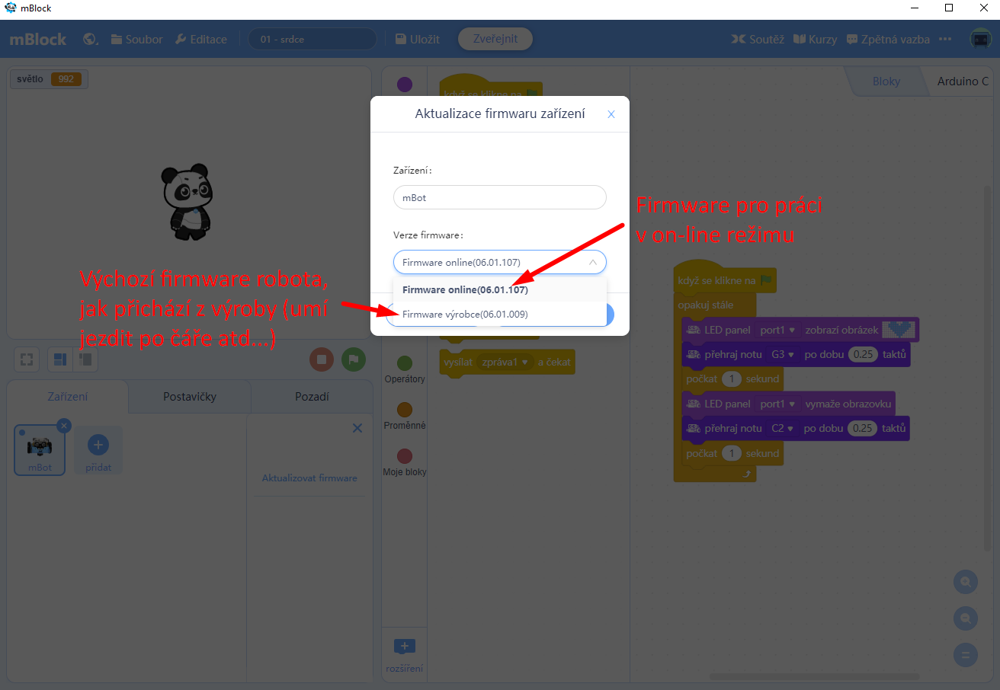 mBlock
mBlock
Soubor
Editace
01 - srdce
Uložit
Zveřejnit
Soutěž
Kurzy
Zpětná vazba
světlo 992
když se klikne na
Bloky
Arduino C
Aktualizace firmwaru zařízení
Zařízení:
mBot
Verze firmware:
Firmware online(06.01.107)
Firmware online(06.01.107)
Firmware výrobce(06.01.009)
Firmware pro práci
v on-line režimu
Výchozí firmware robota,
jak přichází z výroby (umí
jezdit po čáře atd...)
vysílat zpráva1 a čekat
Operátory
Proměnné
Moje bloky
rozšíření
když se klikne na
opakuj stále
LED panel port1 zobrazí obrázek
přehraj notu G3 po dobu 0.25 taktů
počkat 1 sekund
LED panel port1 vymaže obrazovku
přehraj notu C2 po dobu 0.25 taktů
počkat 1 sekund
Zařízení
Postavičky
Pozadí
mBot
přidat
Aktualizovat firmware